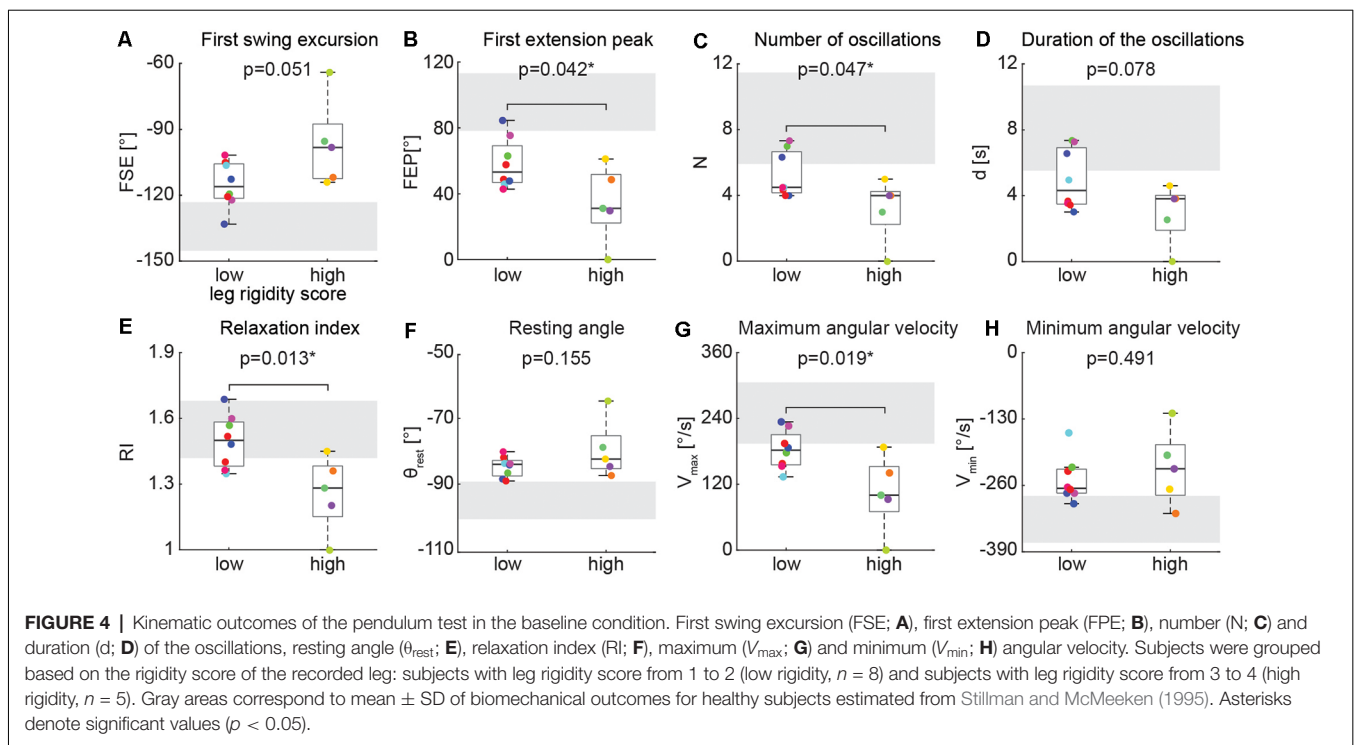 A First swing excursion
p=0.051
-60
-90
-120
-150
FSE [°]
low high
leg rigidity score
B First extension peak
p=0.042*
120
80
40
0
FEP[°]
low high
C Number of oscillations
p=0.047*
12
8
4
0
N
low high
D Duration of the oscillations
p=0.078
12
8
4
0
d [s]
low high
E Relaxation index
p=0.013*
1.9
1.6
1.3
1
RI
low high
F Resting angle
p=0.155
-50
-70
-90
-110
θrest [°]
low high
G Maximum angular velocity
p=0.019*
360
240
120
0
Vmax [°/s]
low high
H Minimum angular velocity
p=0.491
0
-130
-260
-390
Vmin [°/s]
low high
FIGURE 4 | Kinematic outcomes of the pendulum test in the baseline condition. First swing excursion (FSE; A), first extension peak (FPE; B), number (N; C) and
duration (d; D) of the oscillations, resting angle (θrest; E), relaxation index (RI; F), maximum (Vmax; G) and minimum (Vmin; H) angular velocity. Subjects were grouped
based on the rigidity score of the recorded leg: subjects with leg rigidity score from 1 to 2 (low rigidity, n = 8) and subjects with leg rigidity score from 3 to 4 (high
rigidity, n = 5). Gray areas correspond to mean ± SD of biomechanical outcomes for healthy subjects estimated from Stillman and McMeeken (1995). Asterisks
denote significant values (p < 0.05).